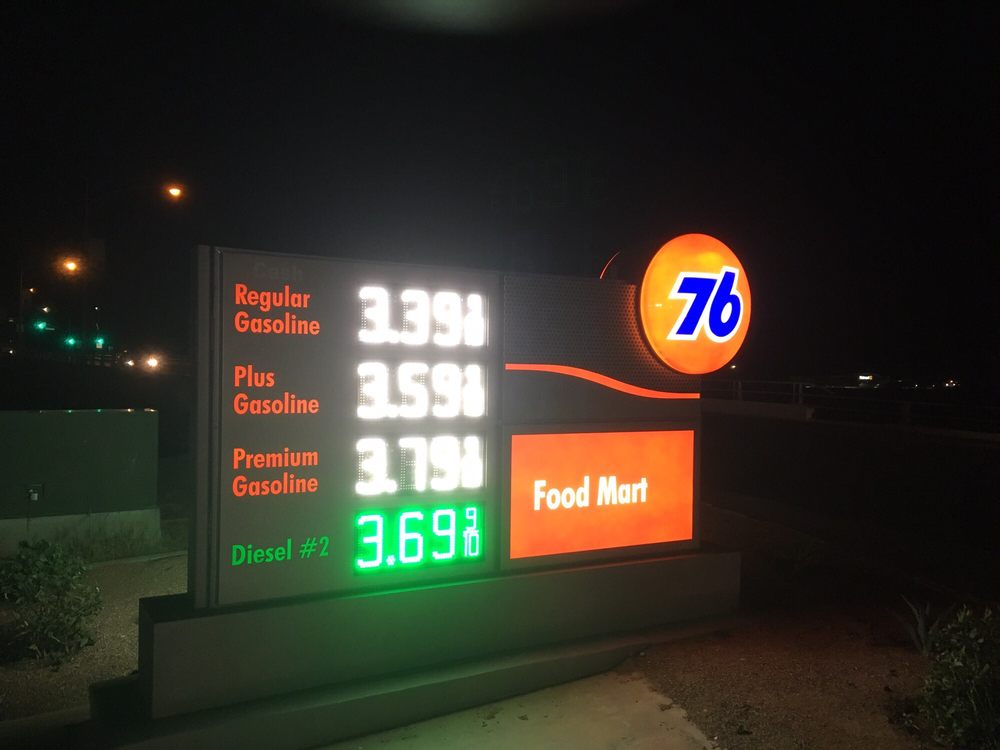 Cash
Regular
Gasoline
3.39 9/10
Plus
Gasoline
3.59 9/10
Premium
Gasoline
3.79 9/10
Diesel #2
3.69 9/10
76
Food Mart